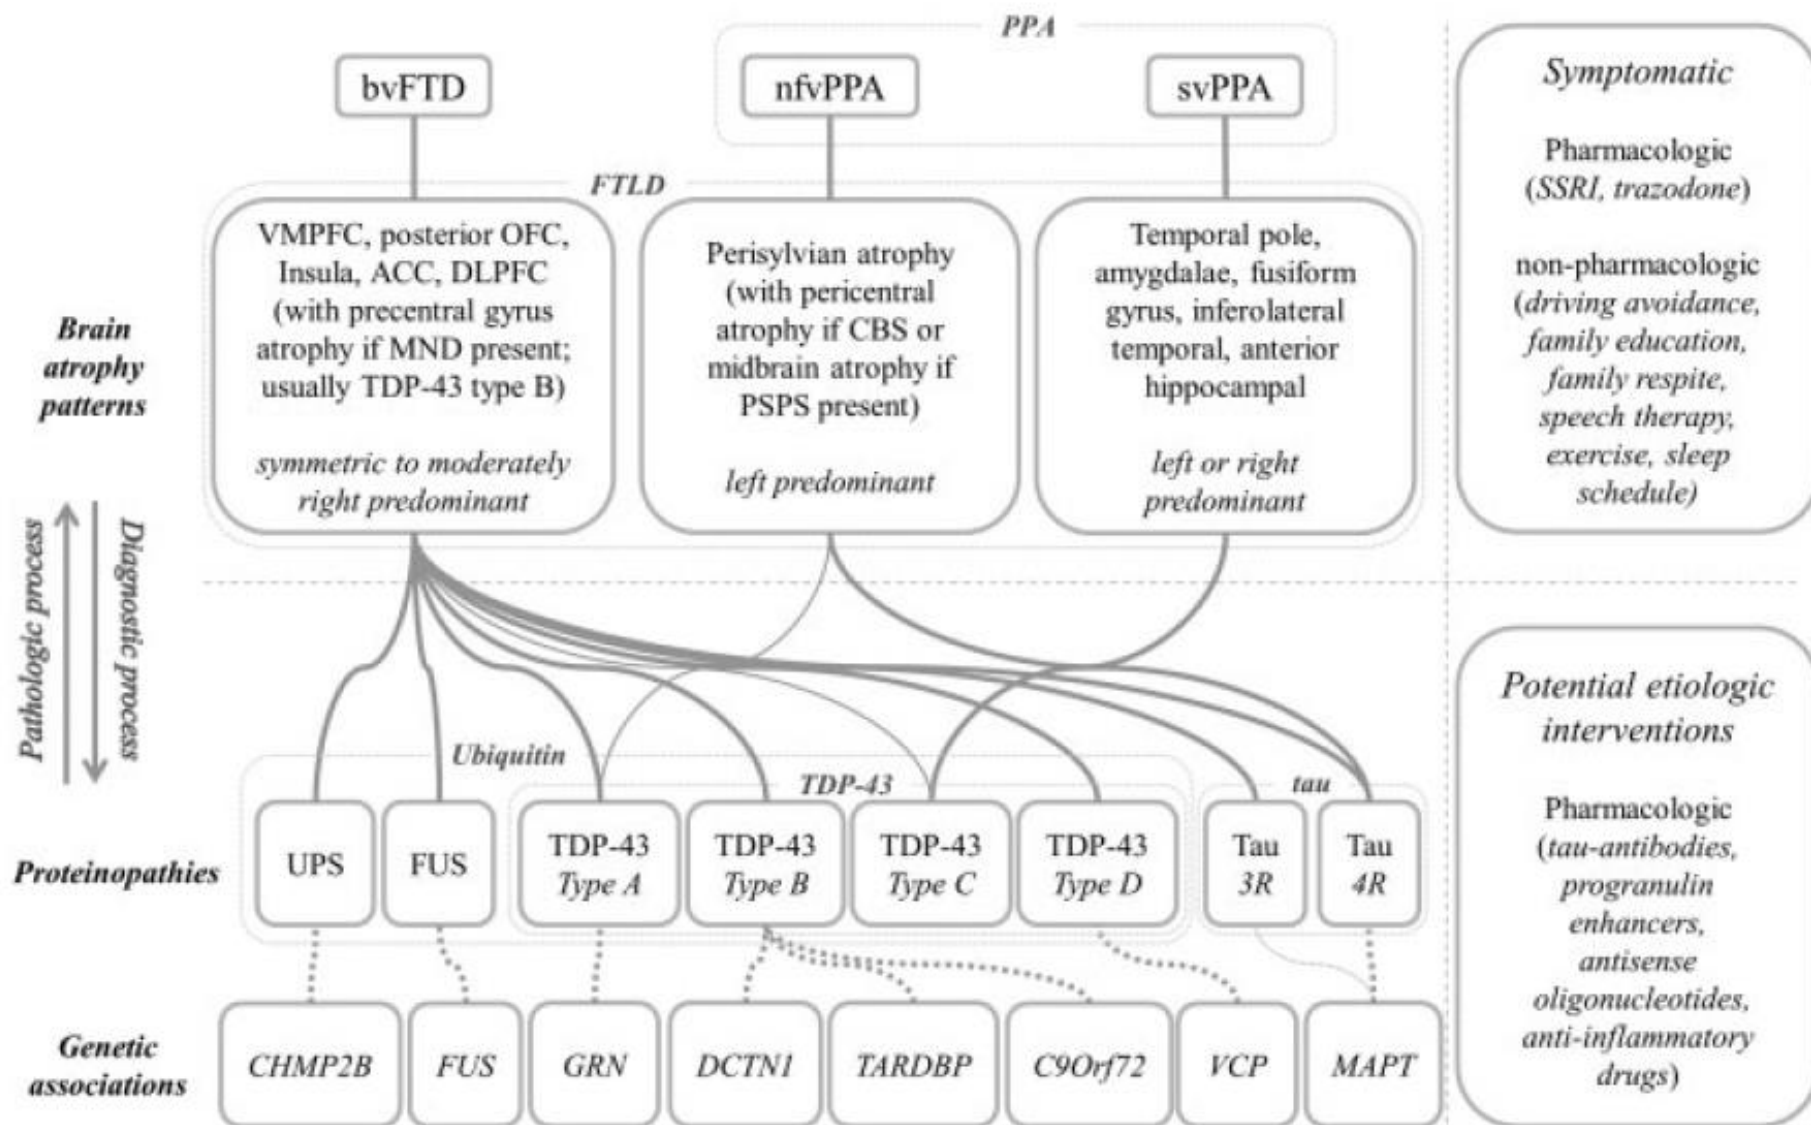 PPA
bvFTD
nfvPPA
svPPA
FTLD
Brain
atrophy
patterns
VMPFC, posterior OFC,
Insula, ACC, DLPFC
(with precentral gyrus
atrophy if MND present;
usually TDP-43 type B)
symmetric to moderately
right predominant
Perisylvian atrophy
(with pericentral
atrophy if CBS or
midbrain atrophy if
PSPS present)
left predominant
Temporal pole,
amygdalae, fusiform
gyrus, inferolateral
temporal, anterior
hippocampal
left or right
predominant
Symptomatic
Pharmacologic
(SSRI, trazodone)
non-pharmacologic
(driving avoidance,
family education,
family respite,
speech therapy,
exercise, sleep
schedule)
Pathologic process
Diagnostic process
Ubiquitin
TDP-43
tau
Proteinopathies
UPS
FUS
TDP-43
Type A
TDP-43
Type B
TDP-43
Type C
TDP-43
Type D
Tau
3R
Tau
4R
Genetic
associations
CHMP2B
FUS
GRN
DCTN1
TARDBP
C9Orf72
VCP
MAPT
Potential etiologic
interventions
Pharmacologic
(tau-antibodies,
progranulin
enhancers,
antisense
oligonucleotides,
anti-inflammatory
drugs)